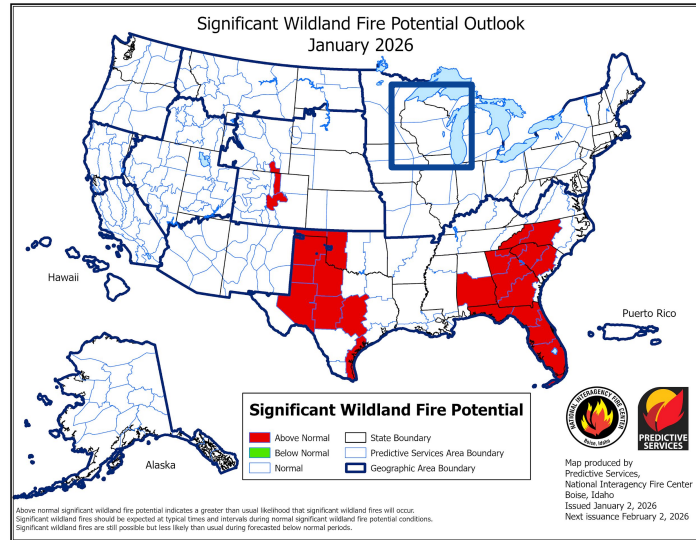 Significant Wildland Fire Potential Outlook
January 2026
Hawaii
Puerto Rico
Alaska
Significant Wildland Fire Potential
Above Normal
Below Normal
Normal
State Boundary
Predictive Services Area Boundary
Geographic Area Boundary
NATIONAL INTERAGENCY FIRE CENTER
Boise, Idaho
PREDICTIVE
SERVICES
Map produced by
Predictive Services,
National Interagency Fire Center
Boise, Idaho
Issued January 2, 2026
Next issuance February 2, 2026
Above normal significant wildland fire potential indicates a greater than usual likelihood that significant wildland fires will occur.
Significant wildland fires should be expected at typical times and intervals during normal significant wildland fire potential conditions.
Significant wildland fires are still possible but less likely than usual during forecasted below normal periods.